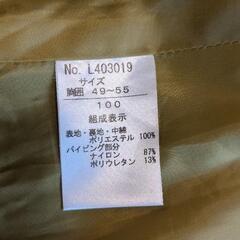 No. L403019
サイズ
胸囲 49～55
100
組成表示
表地・裏地・中綿
ポリエステル 100%
パイピング部分
ナイロン 87%
ポリウレタン 13%